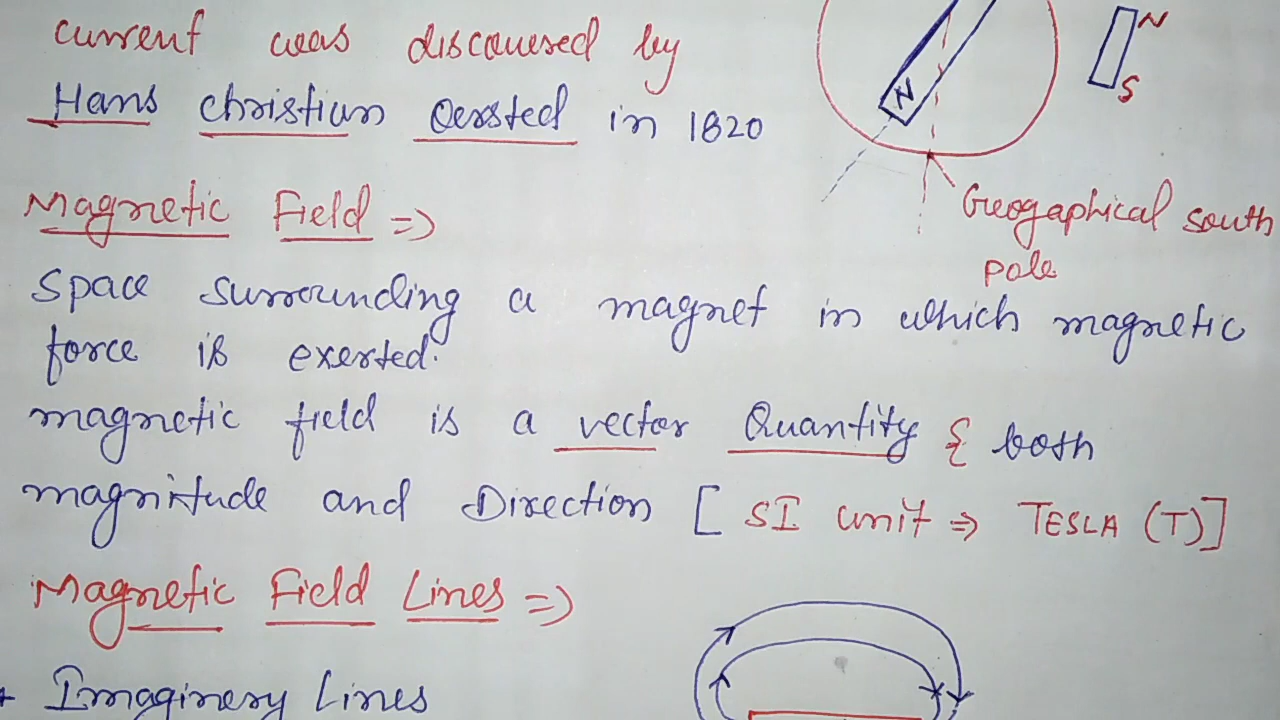 current was discovered by
Hans christian Oersted in 1820
N
N
S
Geogaphical south
pole
Magnetic Field =>
Space surrounding a magnet in which magnetic
force is exerted.
magnetic field is a vector Quantity { both
magnitude and Direction [ SI unit => TESLA (T)]
Magnetic Field Lines =>
+ Imaginery Lines